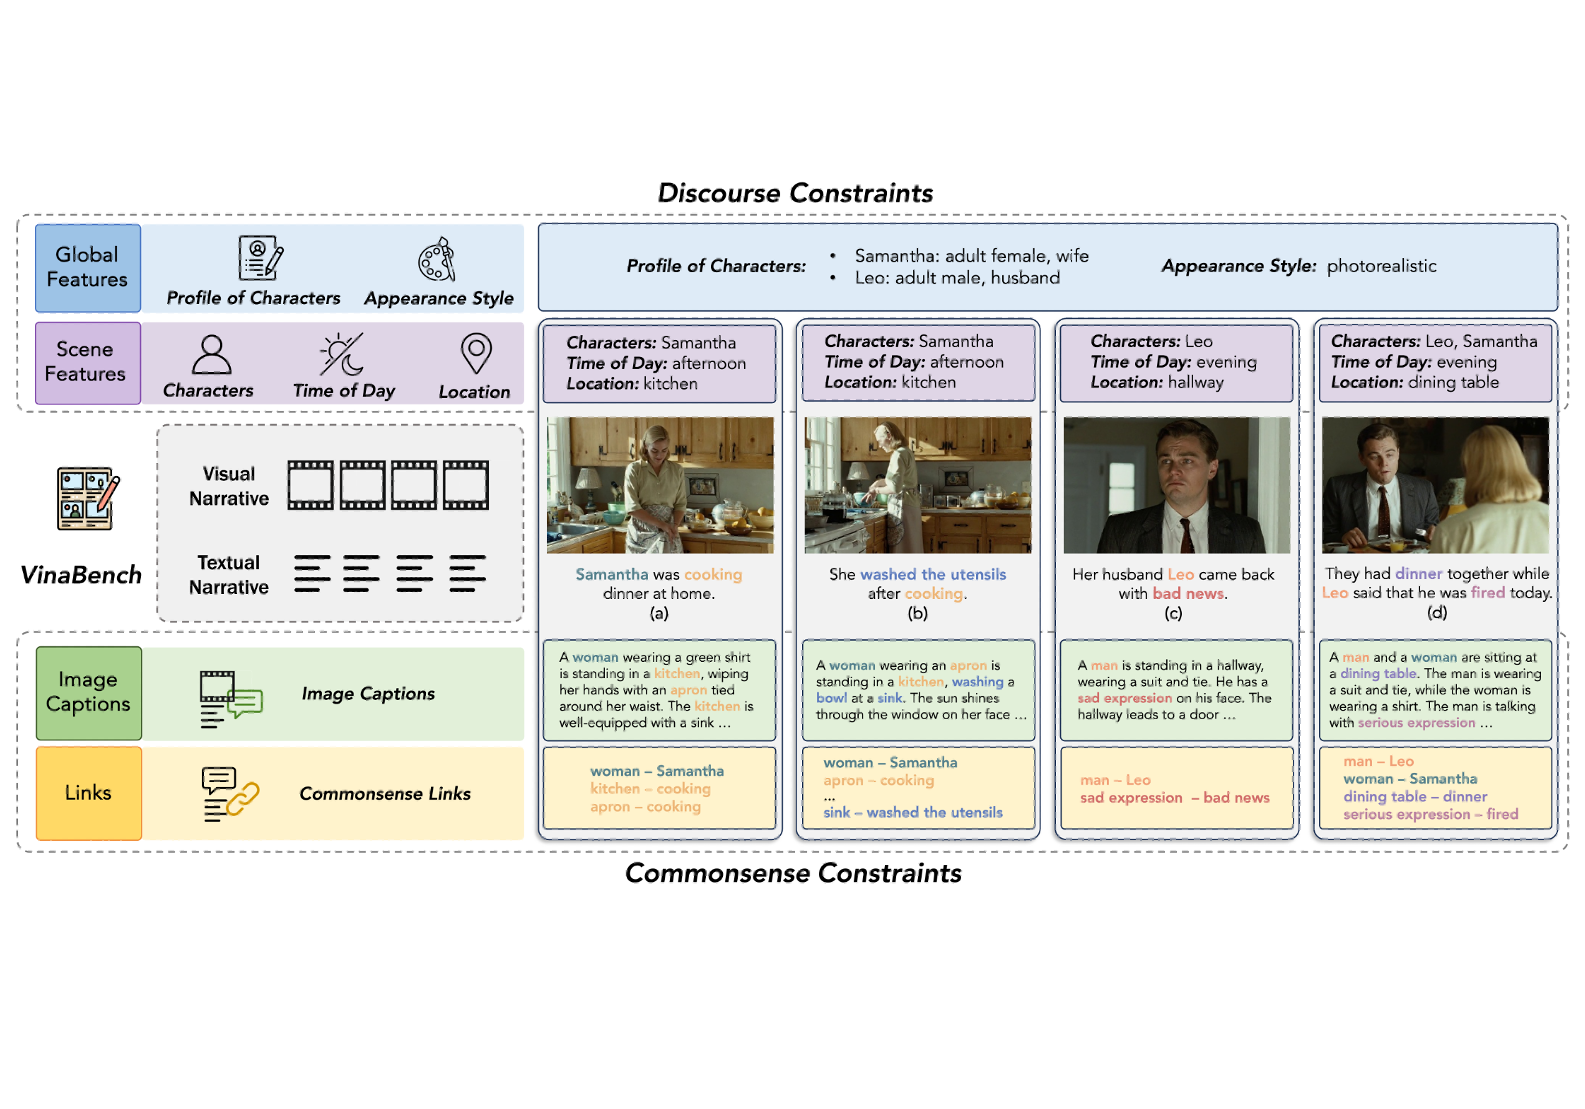 Discourse Constraints
Global
Features
Profile of Characters
Appearance Style
Profile of Characters:
• Samantha: adult female, wife
• Leo: adult male, husband
Appearance Style: photorealistic
Scene
Features
Characters
Time of Day
Location
Characters: Samantha
Time of Day: afternoon
Location: kitchen
Characters: Samantha
Time of Day: afternoon
Location: kitchen
Characters: Leo
Time of Day: evening
Location: hallway
Characters: Leo, Samantha
Time of Day: evening
Location: dining table
VinaBench
Visual
Narrative
Textual
Narrative
Samantha was cooking
dinner at home.
(a)
She washed the utensils
after cooking.
(b)
Her husband Leo came back
with bad news.
(c)
They had dinner together while
Leo said that he was fired today.
(d)
Image
Captions
Image Captions
A woman wearing a green shirt
is standing in a kitchen, wiping
her hands with an apron tied
around her waist. The kitchen is
well-equipped with a sink ...
A woman wearing an apron is
standing in a kitchen, washing a
bowl at a sink. The sun shines
through the window on her face ...
A man is standing in a hallway,
wearing a suit and tie. He has a
sad expression on his face. The
hallway leads to a door ...
A man and a woman are sitting at
a dining table. The man is wearing
a suit and tie, while the woman is
wearing a shirt. The man is talking
with serious expression ...
Links
Commonsense Links
woman – Samantha
kitchen – cooking
apron – cooking
woman – Samantha
apron – cooking
...
sink – washed the utensils
man – Leo
sad expression – bad news
man – Leo
woman – Samantha
dining table – dinner
serious expression – fired
Commonsense Constraints